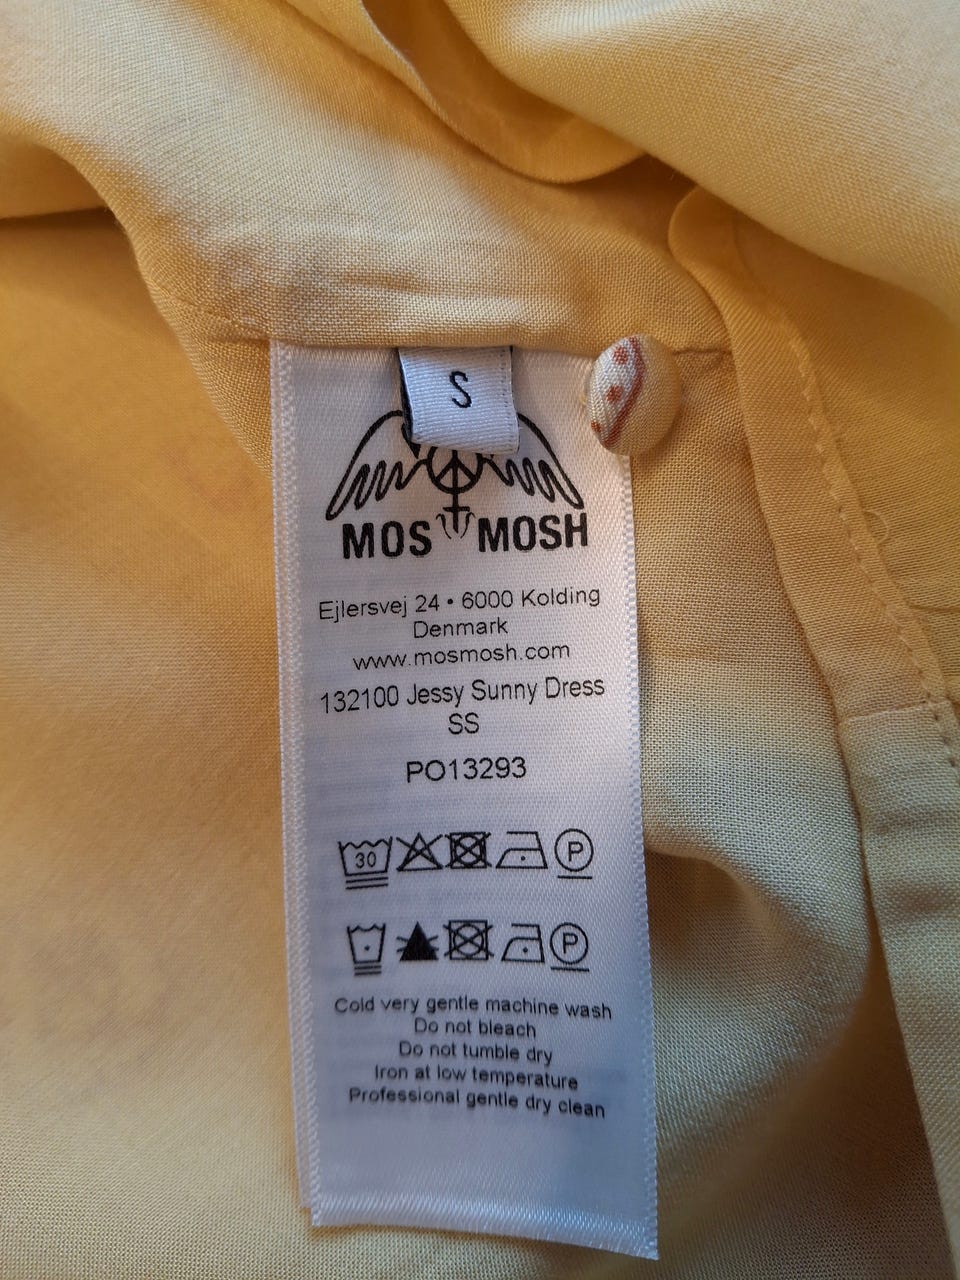 S
MOS MOSH
Ejlersvej 24 • 6000 Kolding
Denmark
www.mosmosh.com
132100 Jessy Sunny Dress
SS
PO13293
30 P
P
Cold very gentle machine wash
Do not bleach
Do not tumble dry
Iron at low temperature
Professional gentle dry clean